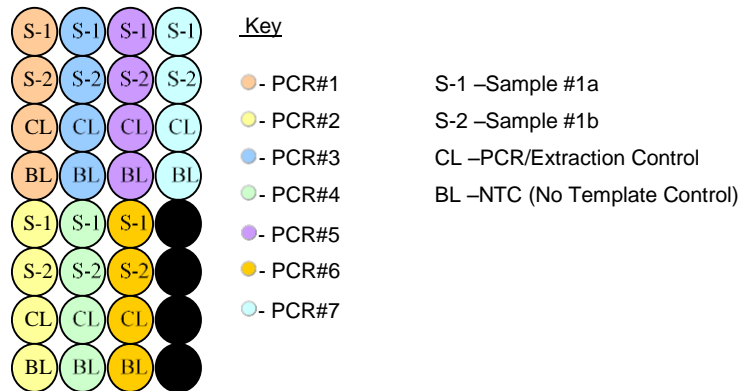 S-1 S-1 S-1 S-1
S-2 S-2 S-2 S-2
CL CL CL CL
BL BL BL BL
S-1 S-1 S-1
S-2 S-2 S-2
CL CL CL
BL BL BL
Key
- PCR#1
- PCR#2
- PCR#3
- PCR#4
- PCR#5
- PCR#6
- PCR#7
S-1 –Sample #1a
S-2 –Sample #1b
CL –PCR/Extraction Control
BL –NTC (No Template Control)